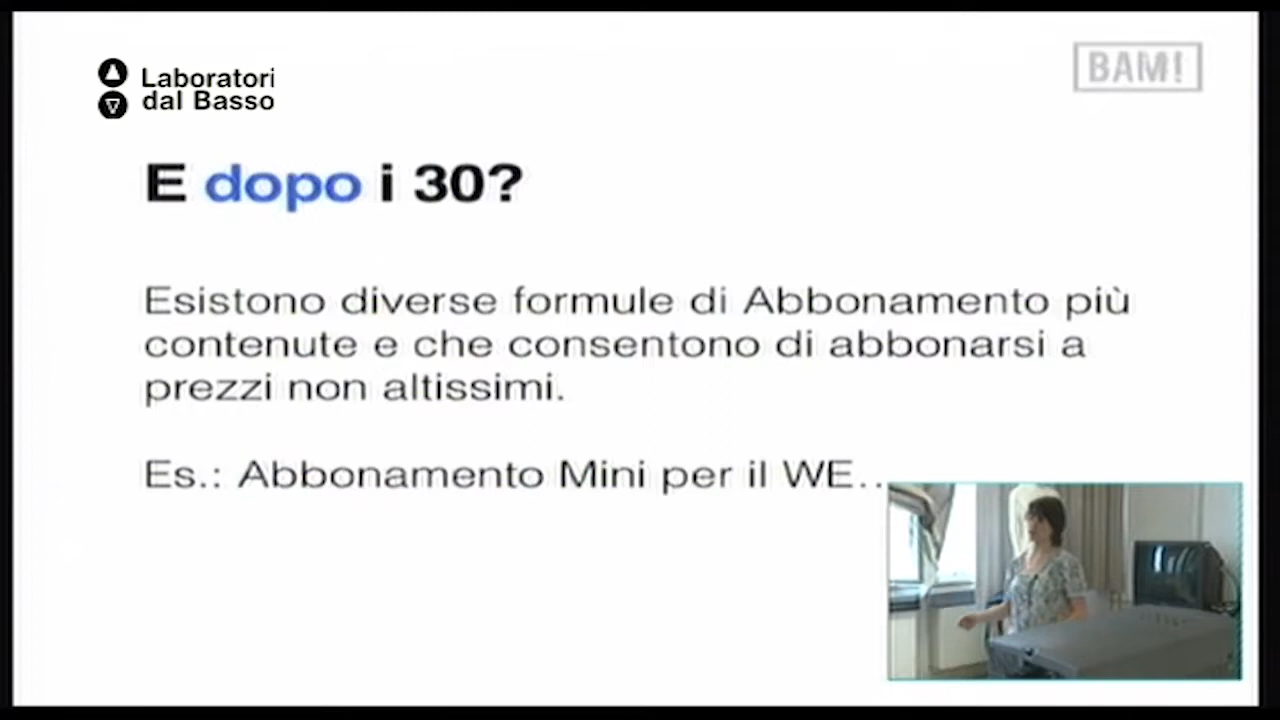 Laboratori
dal Basso
BAM!
E dopo i 30?
Esistono diverse formule di Abbonamento più
contenute e che consentono di abbonarsi a
prezzi non altissimi.
Es.: Abbonamento Mini per il WE..